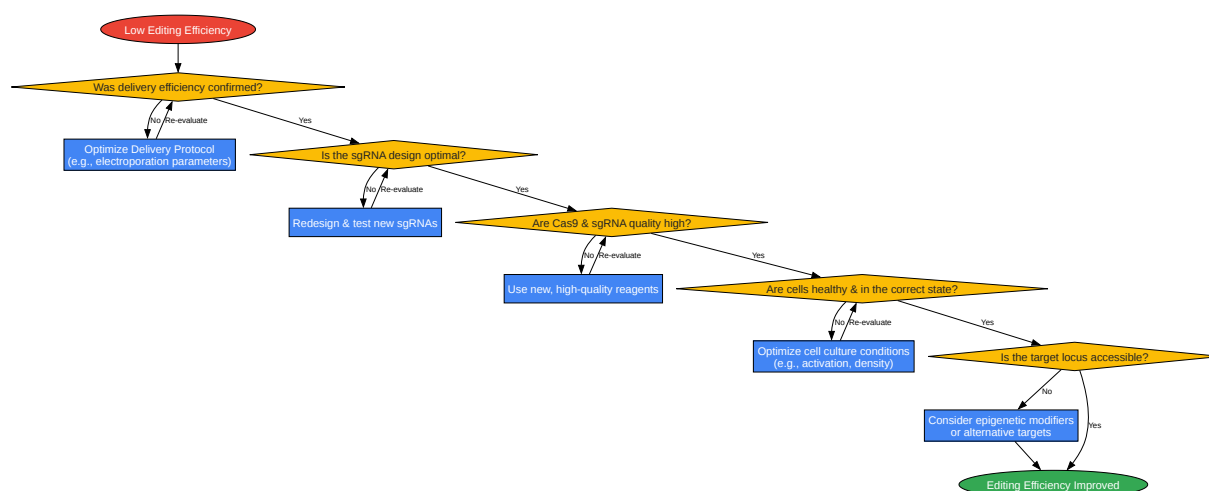 Low Editing Efficiency
Was delivery efficiency confirmed?
No
Re-evaluate
Yes
Optimize Delivery Protocol
(e.g., electroporation parameters)
Is the sgRNA design optimal?
No
Re-evaluate
Yes
Redesign & test new sgRNAs
Are Cas9 & sgRNA quality high?
No
Re-evaluate
Yes
Use new, high-quality reagents
Are cells healthy & in the correct state?
No
Re-evaluate
Yes
Optimize cell culture conditions
(e.g., activation, density)
Is the target locus accessible?
No
Consider epigenetic modifiers
or alternative targets
Yes
Editing Efficiency Improved